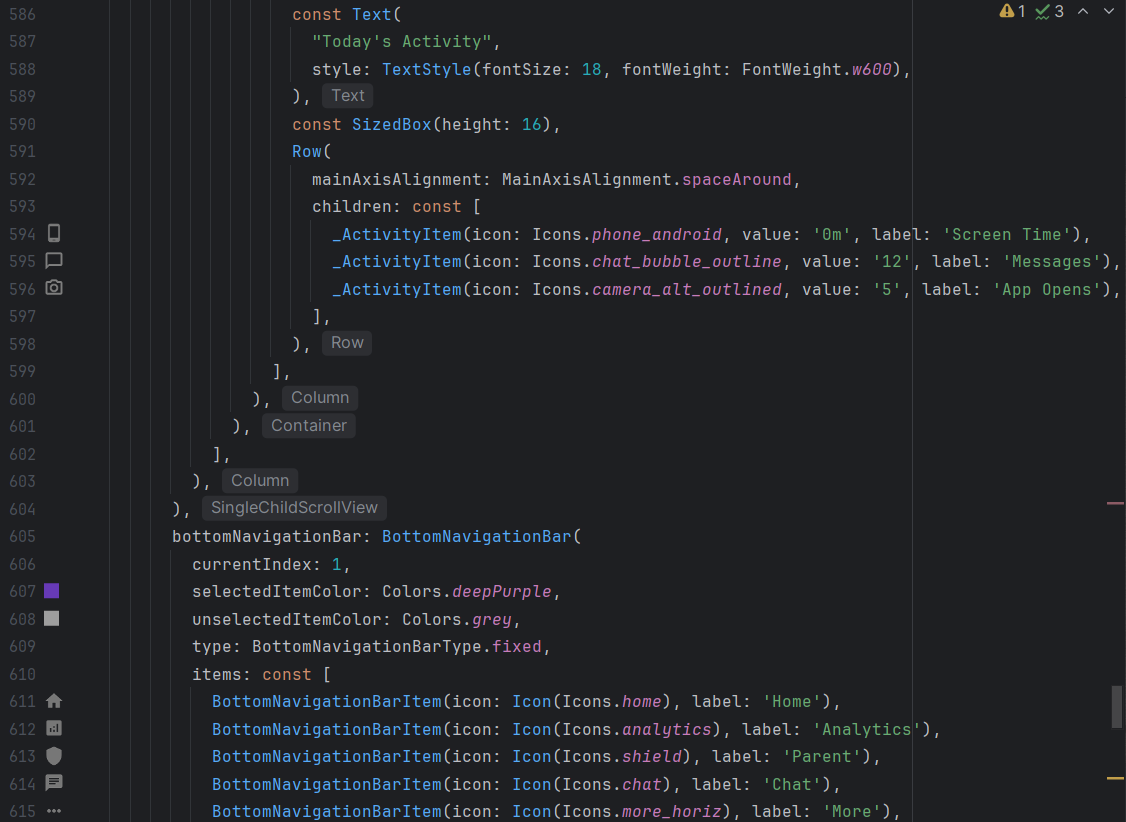 586 const Text( 1 3
587 "Today's Activity",
588 style: TextStyle(fontSize: 18, fontWeight: FontWeight.w600),
589 ), Text
590 const SizedBox(height: 16),
591 Row(
592 mainAxisAlignment: MainAxisAlignment.spaceAround,
593 children: const [
594 _ActivityItem(icon: Icons.phone_android, value: '0m', label: 'Screen Time'),
595 _ActivityItem(icon: Icons.chat_bubble_outline, value: '12', label: 'Messages'),
596 _ActivityItem(icon: Icons.camera_alt_outlined, value: '5', label: 'App Opens'),
597 ],
598 ), Row
599 ],
600 ), Column
601 ), Container
602 ],
603 ), Column
604 ), SingleChildScrollView
605 bottomNavigationBar: BottomNavigationBar(
606 currentIndex: 1,
607 selectedItemColor: Colors.deepPurple,
608 unselectedItemColor: Colors.grey,
609 type: BottomNavigationBarType.fixed,
610 items: const [
611 BottomNavigationBarItem(icon: Icon(Icons.home), label: 'Home'),
612 BottomNavigationBarItem(icon: Icon(Icons.analytics), label: 'Analytics'),
613 BottomNavigationBarItem(icon: Icon(Icons.shield), label: 'Parent'),
614 BottomNavigationBarItem(icon: Icon(Icons.chat), label: 'Chat'),
615 BottomNavigationBarItem(icon: Icon(Icons.more_horiz), label: 'More'),